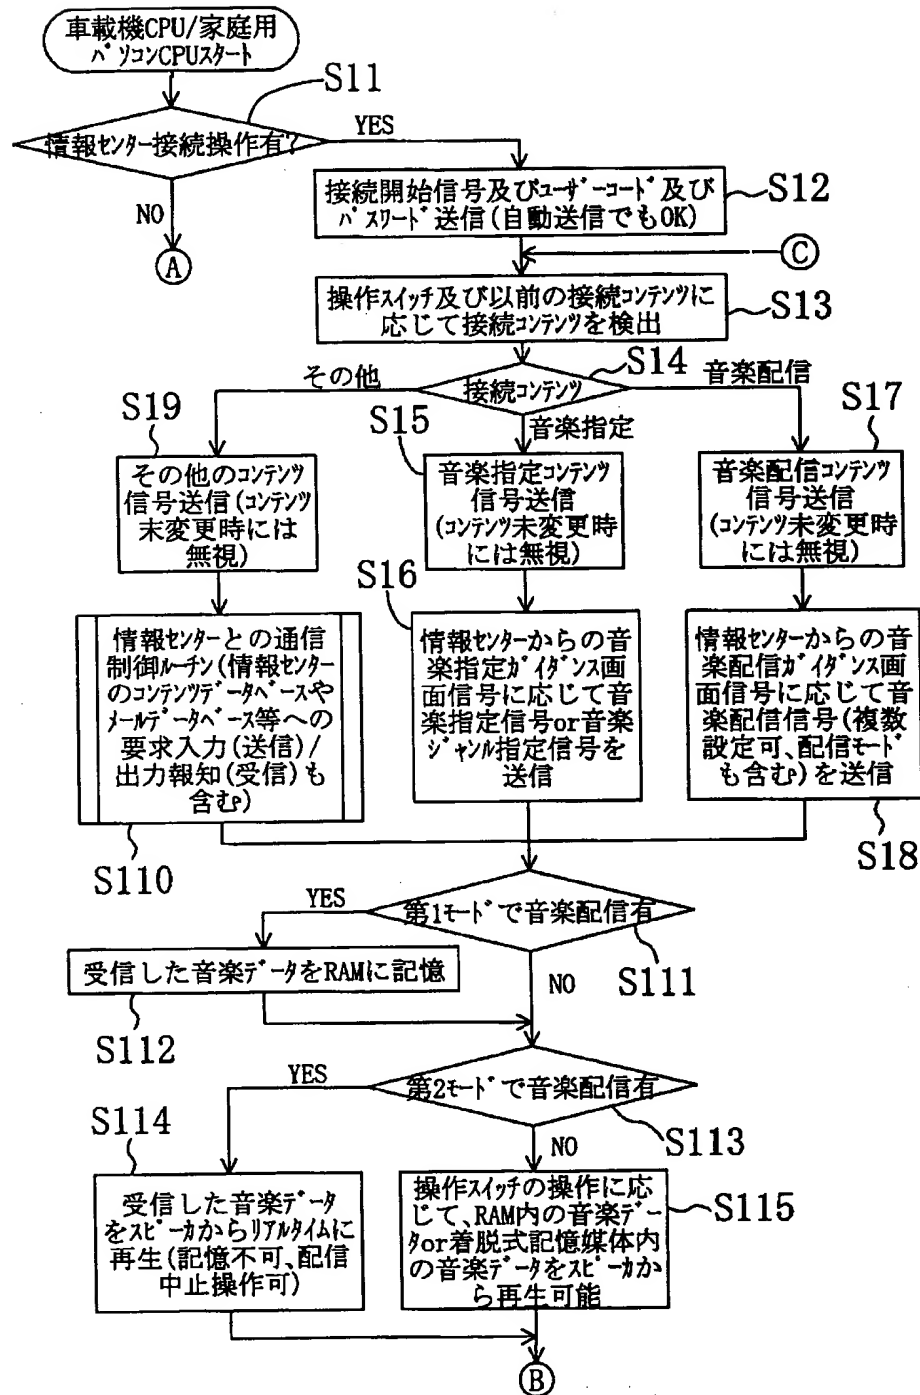 車載機CPU/家庭用
パソコンCPUスタート
S11
情報センター接続操作有?
YES
NO
A
接続開始信号及びユーザーコード及び
パスワード送信(自動送信でもOK)
S12
C
操作スイッチ及び以前の接続コンテンツに
応じて接続コンテンツを検出
S13
接続コンテンツ
S14
その他
音楽指定
音楽配信
S19
その他のコンテンツ
信号送信(コンテンツ
末変更時には
無視)
S15
音楽指定コンテンツ
信号送信
(コンテンツ未変更時
には無視)
S17
音楽配信コンテンツ
信号送信
(コンテンツ未変更時
には無視)
情報センターとの通信
制御ルーチン(情報センター
のコンテンツデータベースや
メールデータベース等への
要求入力(送信)/
出力報知(受信)も
含む)
S110
S16
情報センターからの音
楽指定ガイダンス画
面信号に応じて音
楽指定信号or音楽
ジャンル指定信号を
送信
情報センターからの音
楽配信ガイダンス画
面信号に応じて音
楽配信信号(複数
設定可、配信モード
も含む)を送信
S18
第1モードで音楽配信有
S111
YES
NO
受信した音楽データをRAMに記憶
S112
第2モードで音楽配信有
S113
YES
NO
S114
受信した音楽データ
をスピーカからリアルタイムに
再生(記憶不可、配信
中止操作可)
操作スイッチの操作に応
じて、RAM内の音楽デー
タor着脱式記憶媒体内
の音楽データをスピーカか
ら再生可能
S115
B